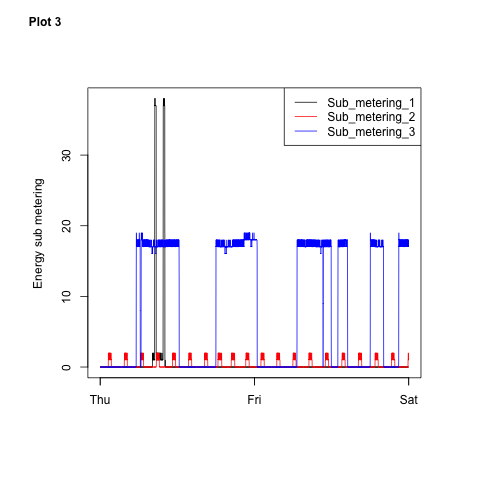 Plot 3
Sub_metering_1
Sub_metering_2
Sub_metering_3
Energy sub metering
30
20
10
0
Thu
Fri
Sat